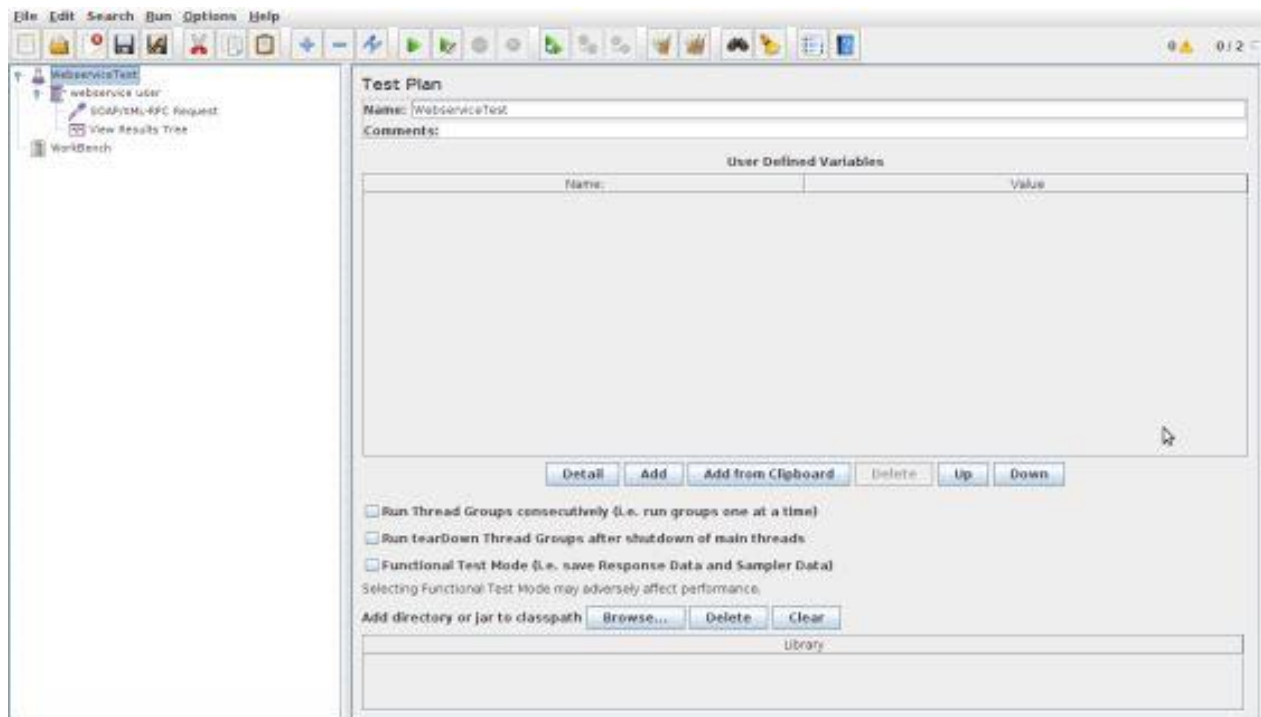 File Edit Search Run Options Help
0 0 / 2
WebserviceTest
webservice user
SOAP/XML-RPC Request
View Results Tree
WorkBench
Test Plan
Name: WebserviceTest
Comments:
User Defined Variables
Name: Value
Detail Add Add from Clipboard Delete Up Down
Run Thread Groups consecutively (i.e. run groups one at a time)
Run tearDown Thread Groups after shutdown of main threads
Functional Test Mode (i.e. save Response Data and Sampler Data)
Selecting Functional Test Mode may adversely affect performance.
Add directory or jar to classpath Browse... Delete Clear
Library